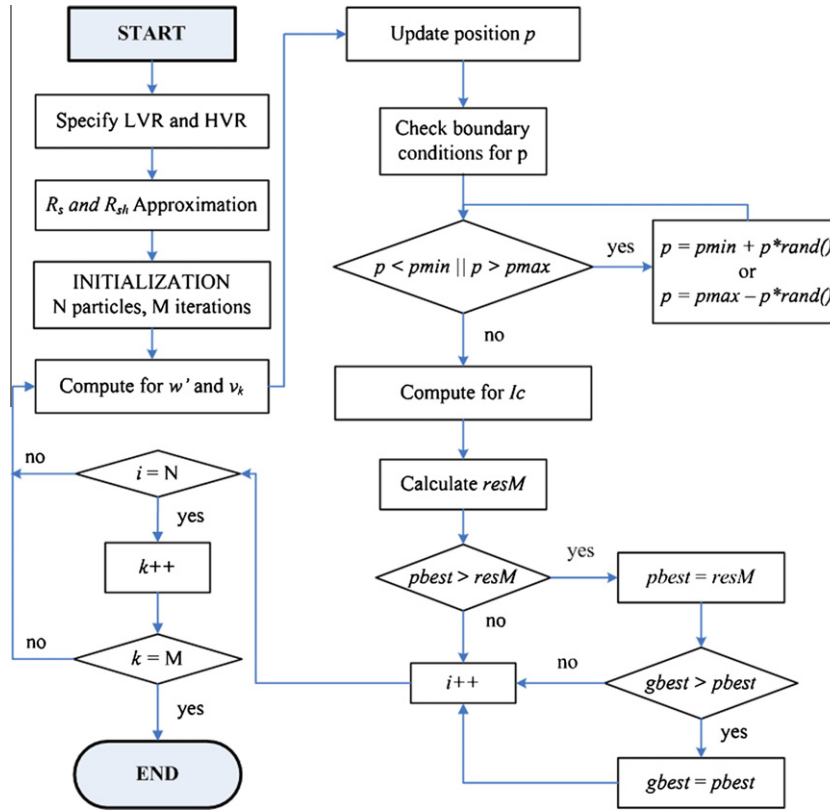 START
Specify LVR and HVR
Rs and Rsh Approximation
INITIALIZATION
N particles, M iterations
Compute for w' and vk
Update position p
Check boundary
conditions for p
p < pmin || p > pmax
yes
p = pmin + p*rand()
or
p = pmax – p*rand()
no
Compute for Ic
Calculate resM
pbest > resM
yes
pbest = resM
no
gbest > pbest
no
yes
gbest = pbest
i++
i = N
no
yes
k++
k = M
no
yes
END